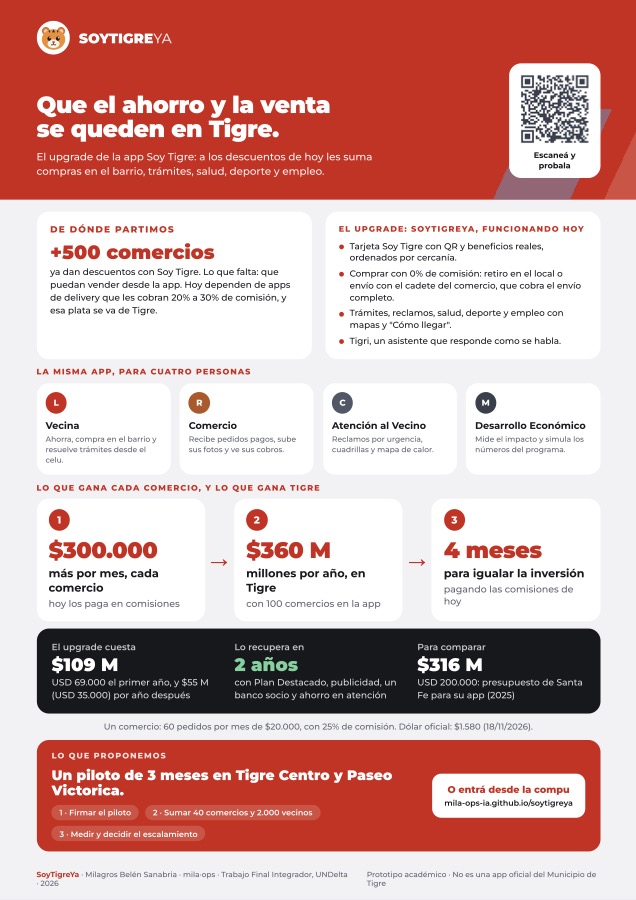 SOYTIGREYA
Que el ahorro y la venta
se queden en Tigre.
El upgrade de la app Soy Tigre: a los descuentos de hoy les suma
compras en el barrio, trámites, salud, deporte y empleo.
Escaneá y
probala
DE DÓNDE PARTIMOS
+500 comercios
ya dan descuentos con Soy Tigre. Lo que falta: que
puedan vender desde la app. Hoy dependen de apps
de delivery que les cobran 20% a 30% de comisión, y
esa plata se va de Tigre.
EL UPGRADE: SOYTIGREYA, FUNCIONANDO HOY
Tarjeta Soy Tigre con QR y beneficios reales,
ordenados por cercanía.
Comprar con 0% de comisión: retiro en el local o
envío con el cadete del comercio, que cobra el envío
completo.
Trámites, reclamos, salud, deporte y empleo con
mapas y "Cómo llegar".
Tigri, un asistente que responde como se habla.
LA MISMA APP, PARA CUATRO PERSONAS
L
Vecina
Ahorra, compra en el barrio y
resuelve trámites desde el
celu.
R
Comercio
Recibe pedidos pagos, sube
sus fotos y ve sus cobros.
C
Atención al Vecino
Reclamos por urgencia,
cuadrillas y mapa de calor.
M
Desarrollo Económico
Mide el impacto y simula los
números del programa.
LO QUE GANA CADA COMERCIO, Y LO QUE GANA TIGRE
1
$300.000
más por mes, cada
comercio
hoy los paga en comisiones
→
2
$360 M
millones por año, en
Tigre
con 100 comercios en la app
→
3
4 meses
para igualar la inversión
pagando las comisiones de
hoy
El upgrade cuesta
$109 M
USD 69.000 el primer año, y $55 M
(USD 35.000) por año después
Lo recupera en
2 años
con Plan Destacado, publicidad, un
banco socio y ahorro en atención
Para comparar
$316 M
USD 200.000: presupuesto de Santa
Fe para su app (2025)
Un comercio: 60 pedidos por mes de $20.000, con 25% de comisión. Dólar oficial: $1.580 (18/11/2026).
LO QUE PROPONEMOS
Un piloto de 3 meses en Tigre Centro y Paseo
Victorica.
1 · Firmar el piloto
2 · Sumar 40 comercios y 2.000 vecinos
3 · Medir y decidir el escalamiento
O entrá desde la compu
mila-ops-ia.github.io/soytigreya
SoyTigreYa · Milagros Belén Sanabria · mila·ops · Trabajo Final Integrador, UNDelta
· 2026
Prototipo académico · No es una app oficial del Municipio de
Tigre